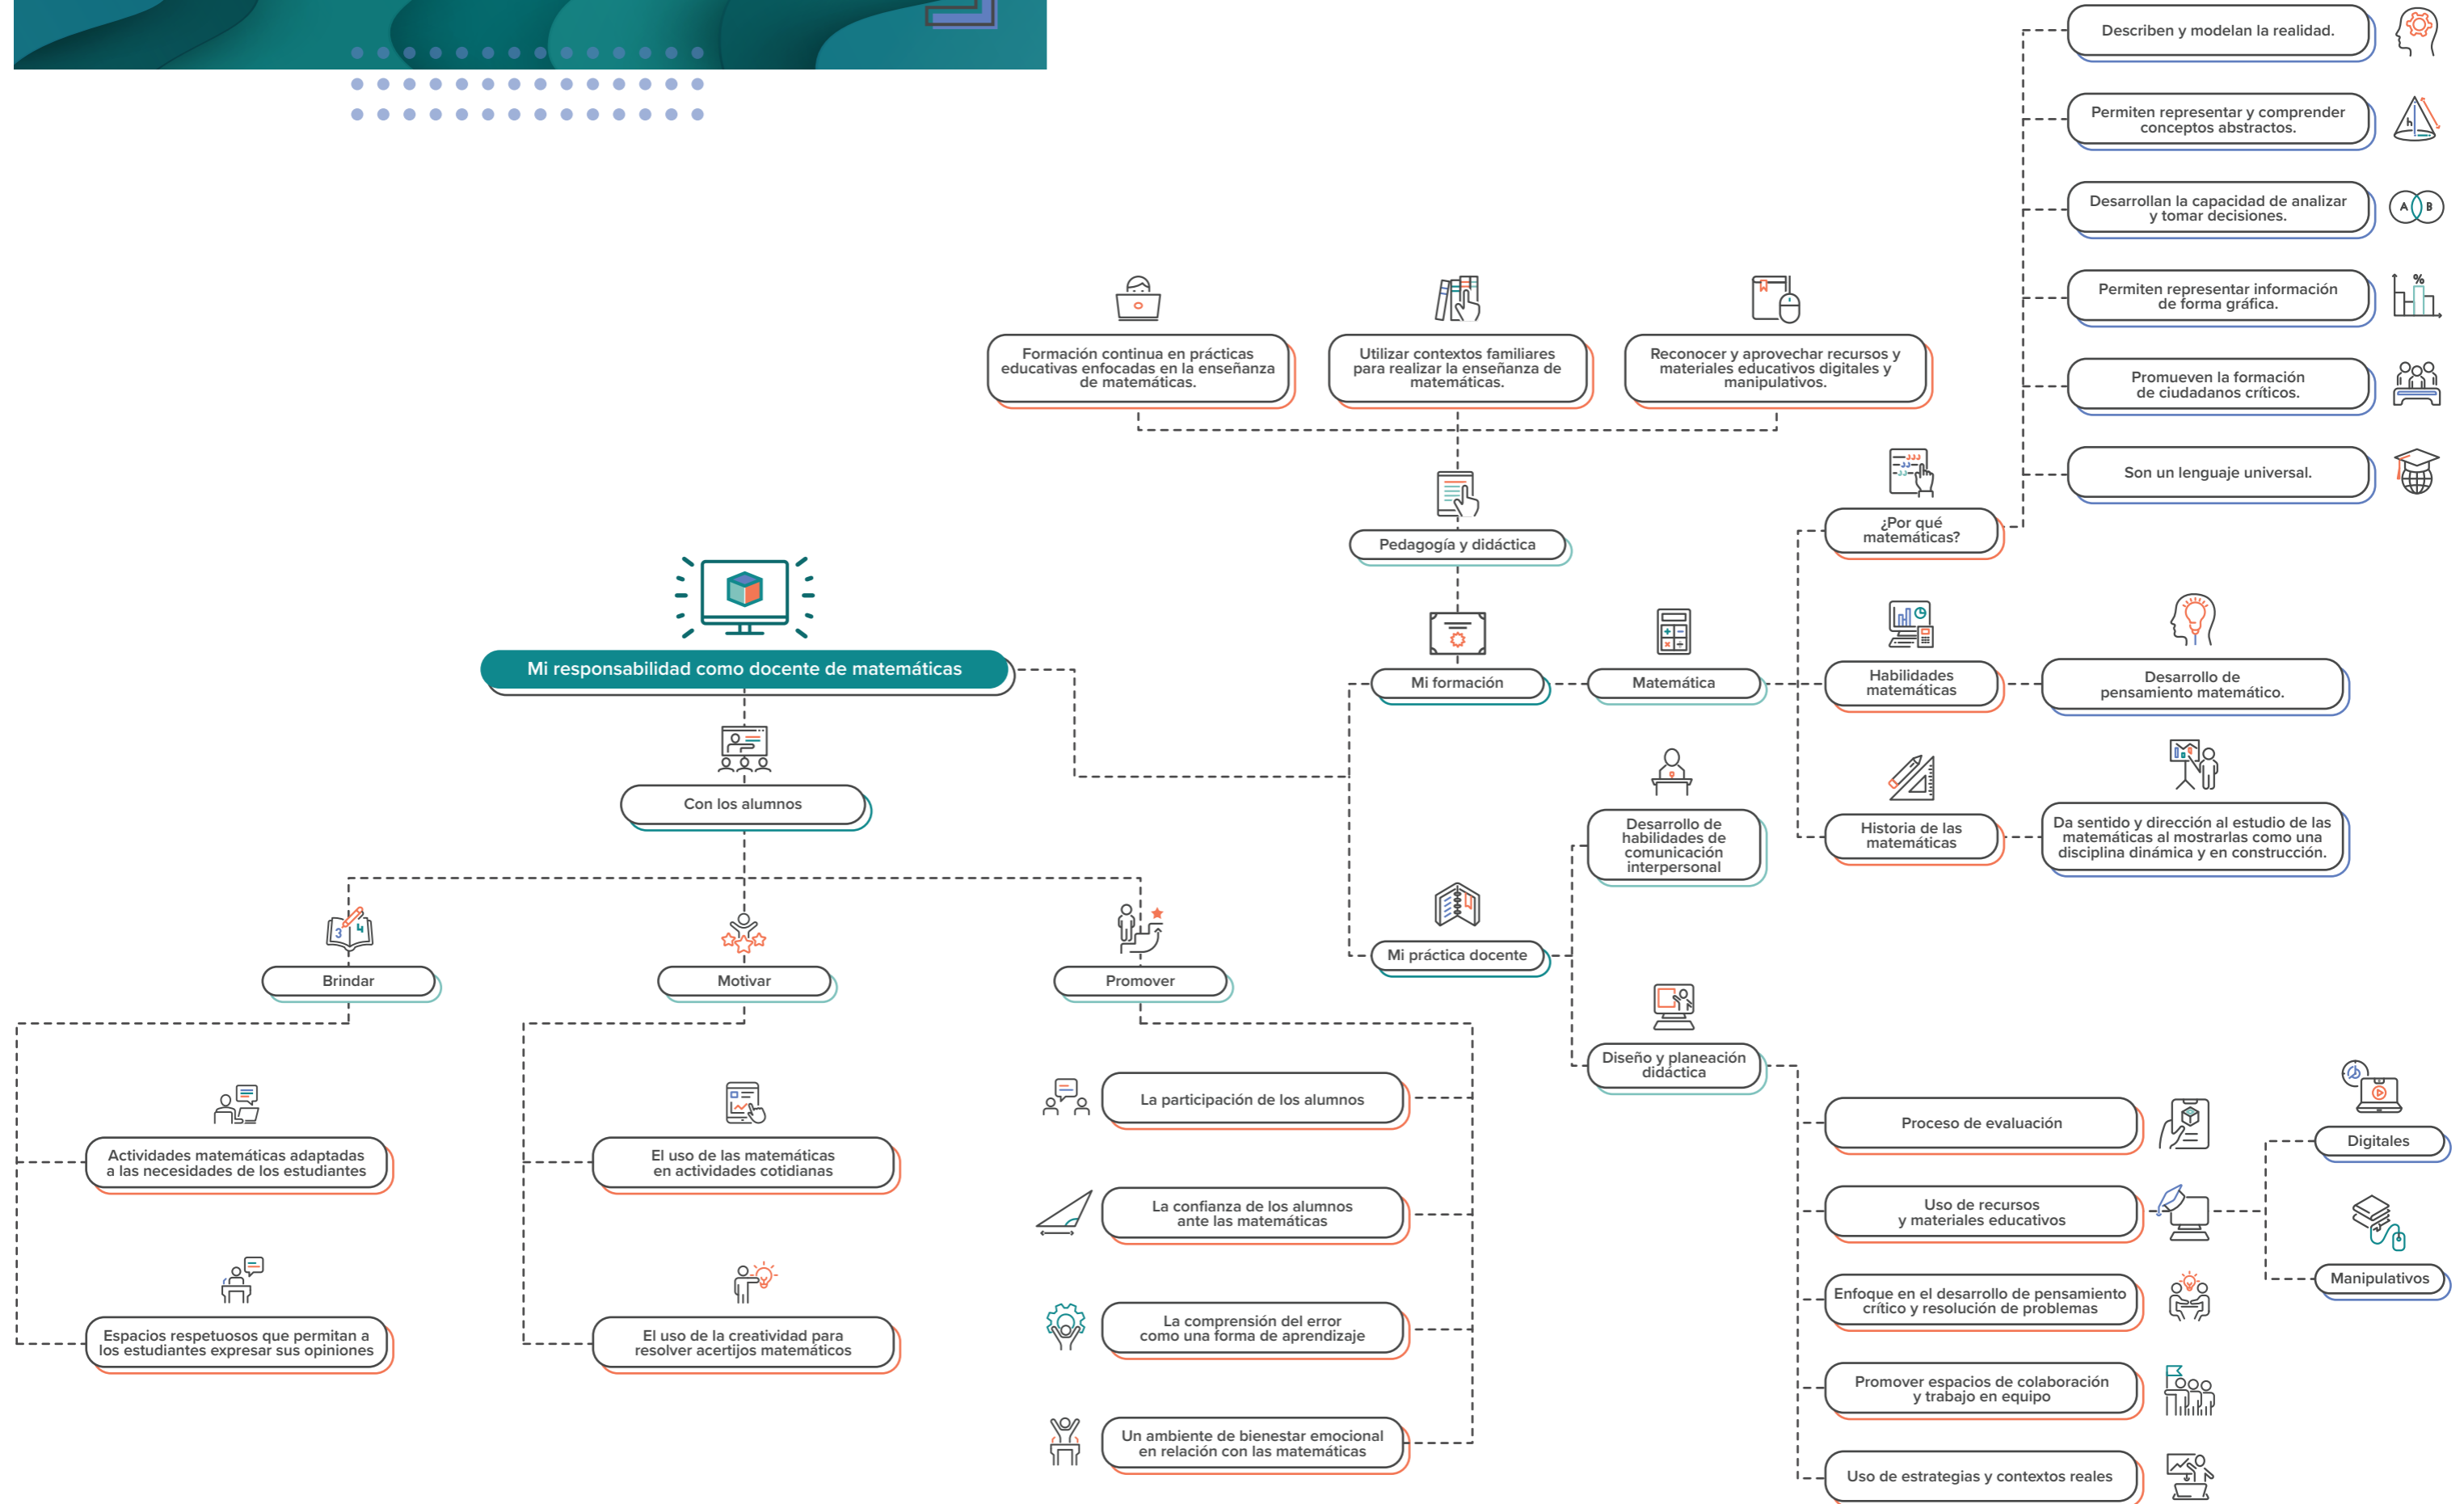 Describen y modelan la realidad.
Permiten representar y comprender
conceptos abstractos.
h
Desarrollan la capacidad de analizar
y tomar decisiones.
A B
Permiten representar información
de forma gráfica.
%
Promueven la formación
de ciudadanos críticos.
Son un lenguaje universal.
Formación continua en prácticas
educativas enfocadas en la enseñanza
de matemáticas.
Utilizar contextos familiares
para realizar la enseñanza de
matemáticas.
Reconocer y aprovechar recursos y
materiales educativos digitales y
manipulativos.
Pedagogía y didáctica
¿Por qué
matemáticas?
Mi responsabilidad como docente de matemáticas
Mi formación
Matemática
Habilidades
matemáticas
Desarrollo de
pensamiento matemático.
Historia de las
matemáticas
Da sentido y dirección al estudio de las
matemáticas al mostrarlas como una
disciplina dinámica y en construcción.
Con los alumnos
Desarrollo de
habilidades de
comunicación
interpersonal
Mi práctica docente
3 4
Brindar
Motivar
Promover
Actividades matemáticas adaptadas
a las necesidades de los estudiantes
Espacios respetuosos que permitan a
los estudiantes expresar sus opiniones
El uso de las matemáticas
en actividades cotidianas
El uso de la creatividad para
resolver acertijos matemáticos
La participación de los alumnos
La confianza de los alumnos
ante las matemáticas
La comprensión del error
como una forma de aprendizaje
Un ambiente de bienestar emocional
en relación con las matemáticas
Diseño y planeación
didáctica
Proceso de evaluación
Uso de recursos
y materiales educativos
Digitales
Manipulativos
Enfoque en el desarrollo de pensamiento
crítico y resolución de problemas
Promover espacios de colaboración
y trabajo en equipo
Uso de estrategias y contextos reales